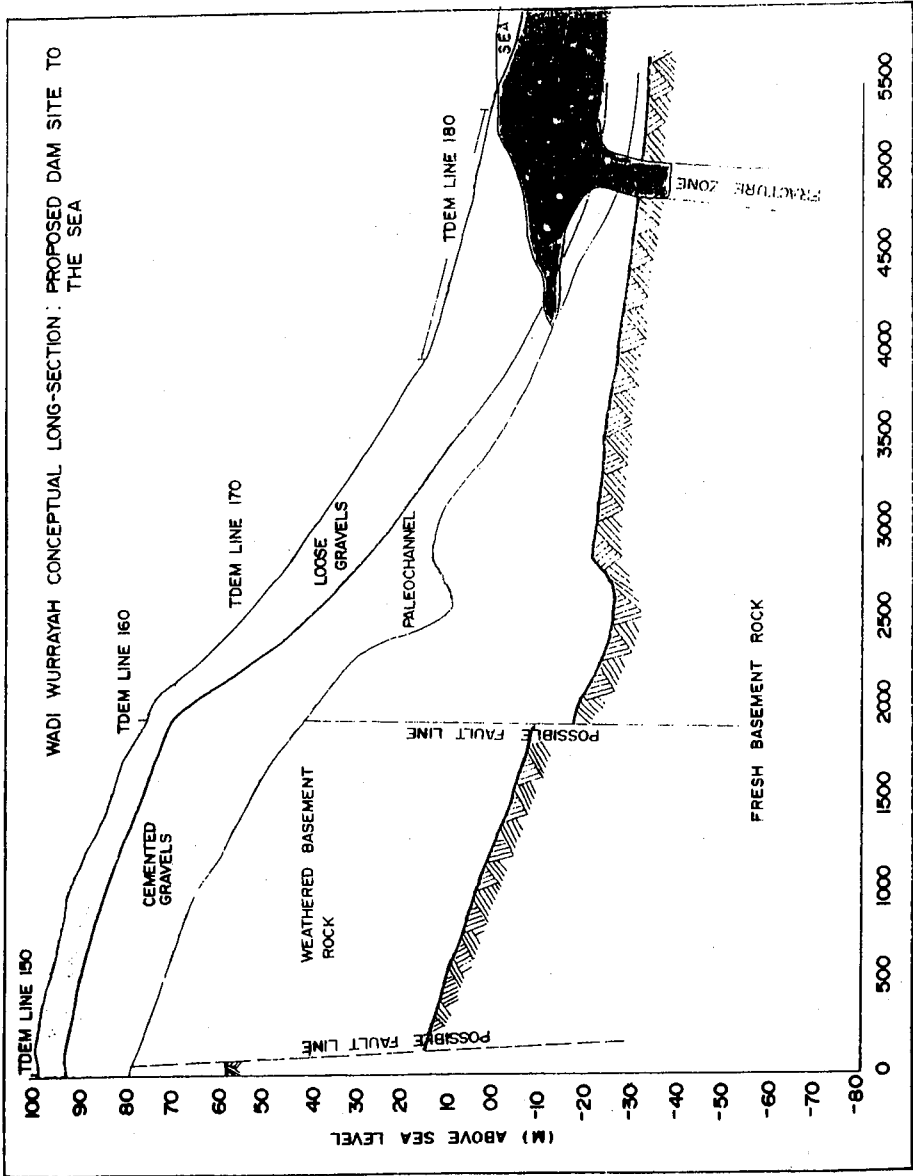 WADI WURRAYAH CONCEPTUAL LONG-SECTION: PROPOSED DAM SITE TO
THE SEA
TDEM LINE 150
TDEM LINE 160
TDEM LINE 170
TDEM LINE 180
SEA
LOOSE
GRAVELS
CEMENTED
GRAVELS
PALEOCHANNEL
WEATHERED BASEMENT
ROCK
POSSIBLE FAULT LINE
POSSIBLE FAULT LINE
FRACTURE ZONE
FRESH BASEMENT ROCK
(M) ABOVE SEA LEVEL
100
90
80
70
60
50
40
30
20
10
00
-10
-20
-30
-40
-50
-60
-70
-80
0
500
1000
1500
2000
2500
3000
3500
4000
4500
5000
5500